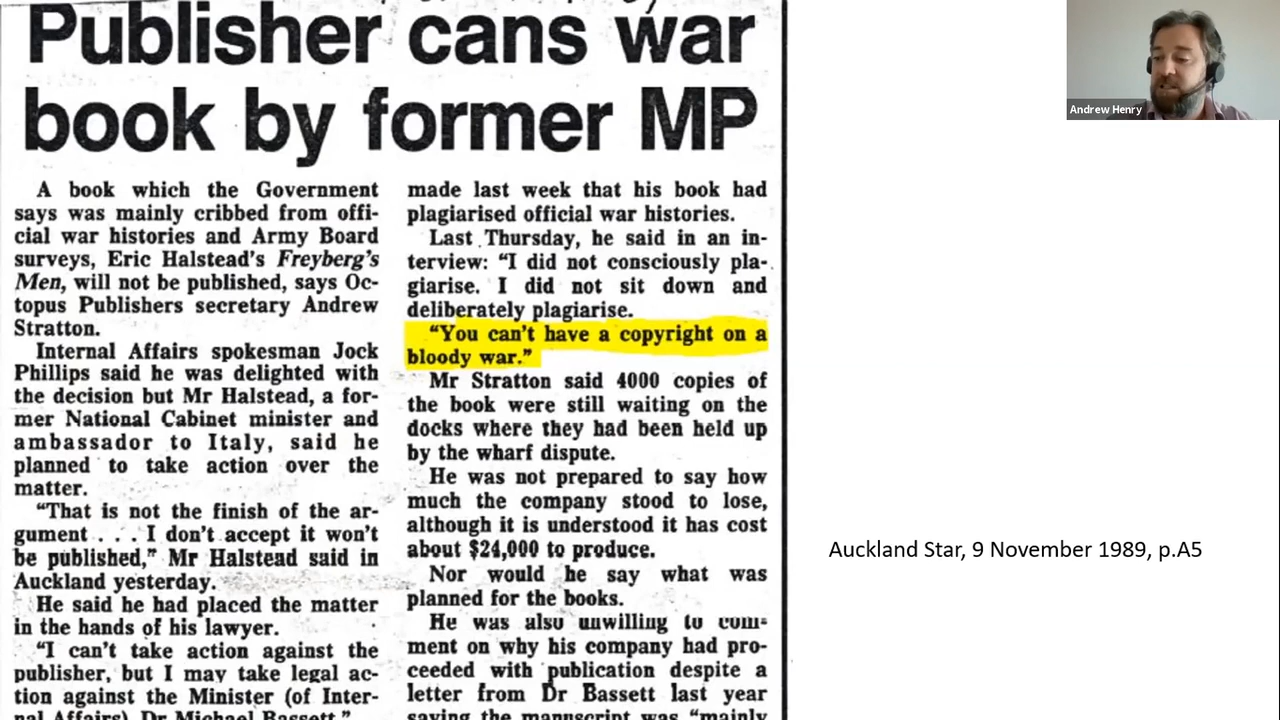 Publisher cans war
book by former MP
A book which the Government
says was mainly cribbed from offi-
cial war histories and Army Board
surveys, Eric Halstead's Freyberg's
Men, will not be published, says Oc-
topus Publishers secretary Andrew
Stratton.
Internal Affairs spokesman Jock
Phillips said he was delighted with
the decision but Mr Halstead, a for-
mer National Cabinet minister and
ambassador to Italy, said he
planned to take action over the
matter.
"That is not the finish of the ar-
gument . . . I don't accept it won't
be published," Mr Halstead said in
Auckland yesterday.
He said he had placed the matter
in the hands of his lawyer.
"I can't take action against the
publisher, but I may take legal ac-
tion against the Minister (of Inter-
nal Affairs) Dr Michael Bassett."
made last week that his book had
plagiarised official war histories.
Last Thursday, he said in an in-
terview: "I did not consciously pla-
giarise. I did not sit down and
deliberately plagiarise.
"You can't have a copyright on a
bloody war."
Mr Stratton said 4000 copies of
the book were still waiting on the
docks where they had been held up
by the wharf dispute.
He was not prepared to say how
much the company stood to lose,
although it is understood it has cost
about $24,000 to produce.
Nor would he say what was
planned for the books.
He was also unwilling to com-
ment on why his company had pro-
ceeded with publication despite a
letter from Dr Bassett last year
saying the manuscript was "mainly
Auckland Star, 9 November 1989, p.A5
Andrew Henry